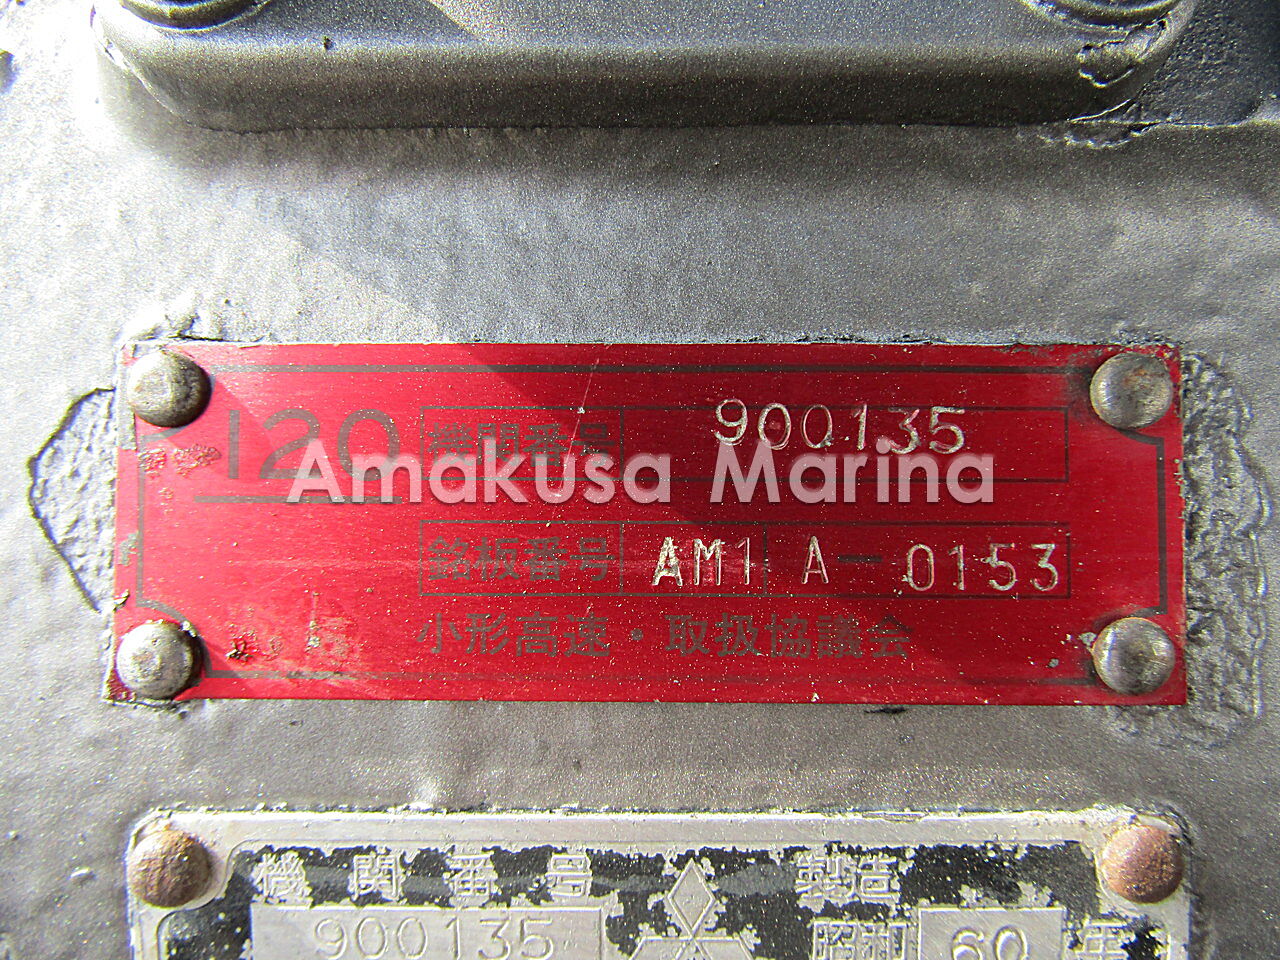 120 機関番号 900135
Amakusa Marina
銘板番号 AM1 A-0153
小形高速・取扱協議会
機関番号 製造
900135 昭和 60 年